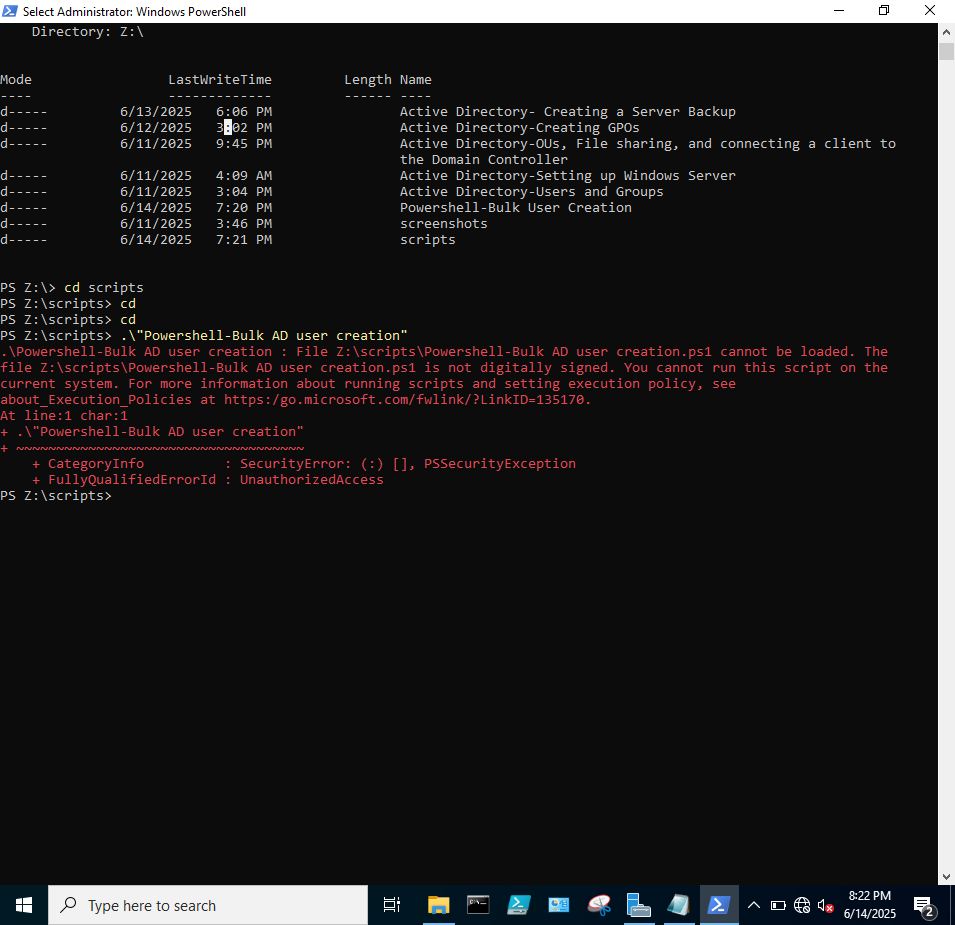 Select Administrator: Windows PowerShell
Directory: Z:\
Mode LastWriteTime Length Name
---- ------------- ------ ----
d----- 6/13/2025 6:06 PM Active Directory- Creating a Server Backup
d----- 6/12/2025 3:02 PM Active Directory-Creating GPOs
d----- 6/11/2025 9:45 PM Active Directory-OUs, File sharing, and connecting a client to
the Domain Controller
d----- 6/11/2025 4:09 AM Active Directory-Setting up Windows Server
d----- 6/11/2025 3:04 PM Active Directory-Users and Groups
d----- 6/14/2025 7:20 PM Powershell-Bulk User Creation
d----- 6/11/2025 3:46 PM screenshots
d----- 6/14/2025 7:21 PM scripts
PS Z:\> cd scripts
PS Z:\scripts> cd
PS Z:\scripts> cd
PS Z:\scripts> .\"Powershell-Bulk AD user creation"
.\Powershell-Bulk AD user creation : File Z:\scripts\Powershell-Bulk AD user creation.ps1 cannot be loaded. The
file Z:\scripts\Powershell-Bulk AD user creation.ps1 is not digitally signed. You cannot run this script on the
current system. For more information about running scripts and setting execution policy, see
about_Execution_Policies at https:/go.microsoft.com/fwlink/?LinkID=135170.
At line:1 char:1
+ .\"Powershell-Bulk AD user creation"
+ ~~~~~~~~~~~~~~~~~~~~~~~~~~~~~~~~~~~~
+ CategoryInfo : SecurityError: (:) [], PSSecurityException
+ FullyQualifiedErrorId : UnauthorizedAccess
PS Z:\scripts>
Type here to search
8:22 PM
6/14/2025
2